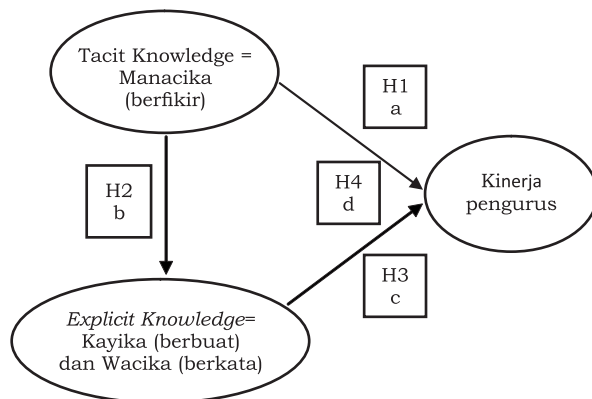 Tacit Knowledge =
Manacika
(berfikir)
H1
a
H2
b
H4
d
Kinerja
pengurus
H3
c
Explicit Knowledge=
Kayika (berbuat)
dan Wacika (berkata)